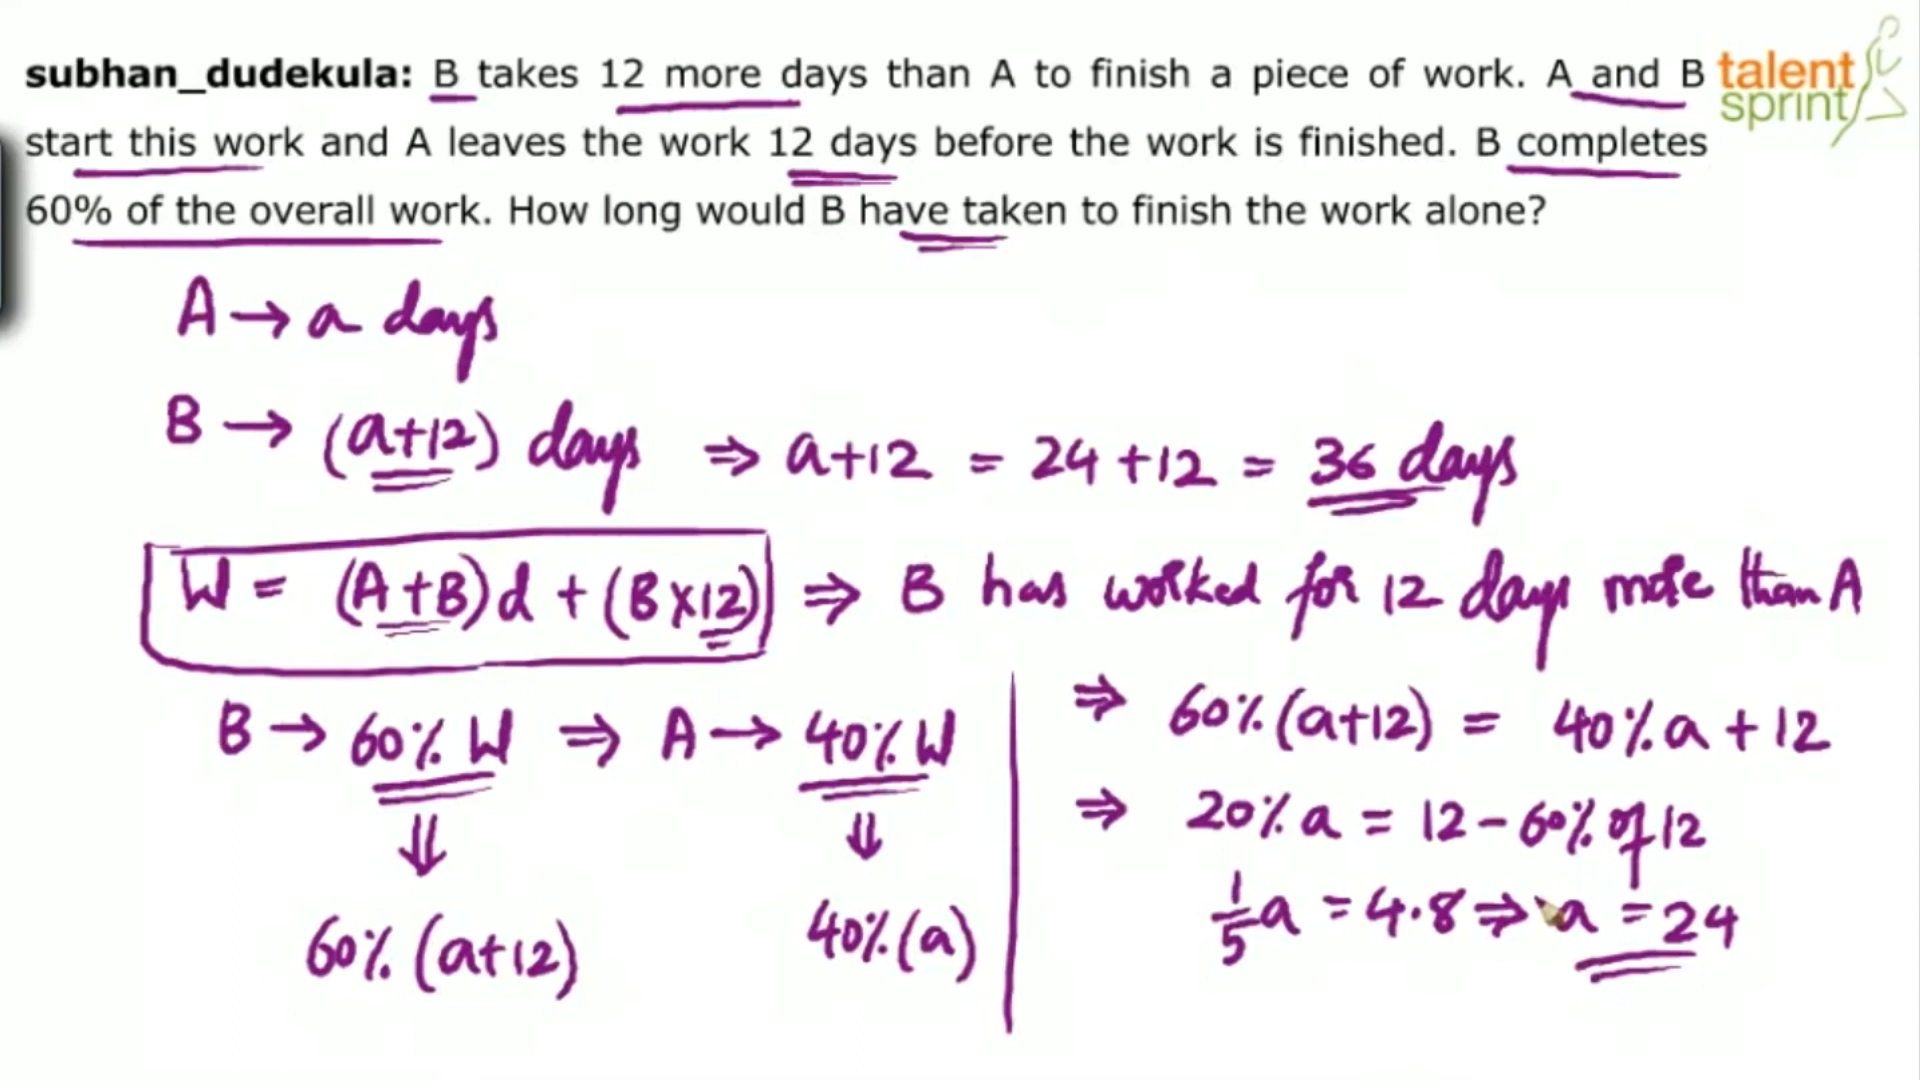 subhan_dudekula: B takes 12 more days than A to finish a piece of work. A and B
start this work and A leaves the work 12 days before the work is finished. B completes
60% of the overall work. How long would B have taken to finish the work alone?
talent
sprint
A → a days
B → (a+12) days ⇒ a+12 = 24+12 = 36 days
W = (A+B)d + (B×12) ⇒ B has worked for 12 days more than A
B → 60% W ⇒ A → 40% W
⇓ ⇓
60% (a+12) 40% (a)
⇒ 60% (a+12) = 40% a + 12
⇒ 20% a = 12 - 60% of 12
1/5 a = 4.8 ⇒ a = 24